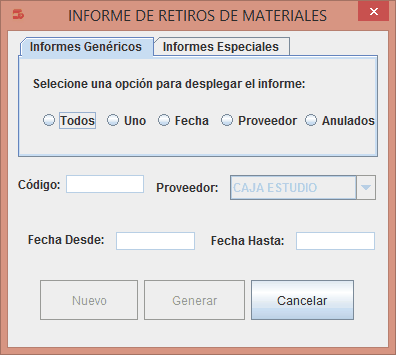 INFORME DE RETIROS DE MATERIALES
Informes Genéricos Informes Especiales
Selecione una opción para desplegar el informe:
Todos Uno Fecha Proveedor Anulados
Código: Proveedor: CAJA ESTUDIO
Fecha Desde: Fecha Hasta:
Nuevo Generar Cancelar